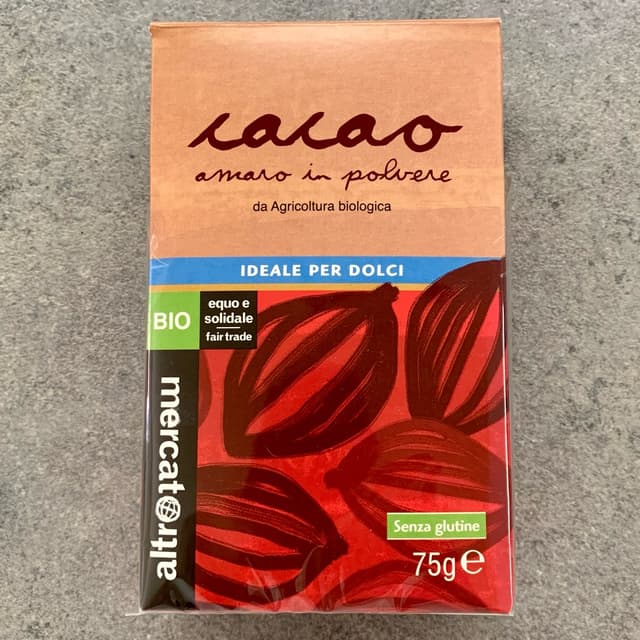 cacao
amaro in polvere
da Agricoltura biologica
IDEALE PER DOLCI
BIO
equo e
solidale
fair trade
altromercato
Senza glutine
75g℮